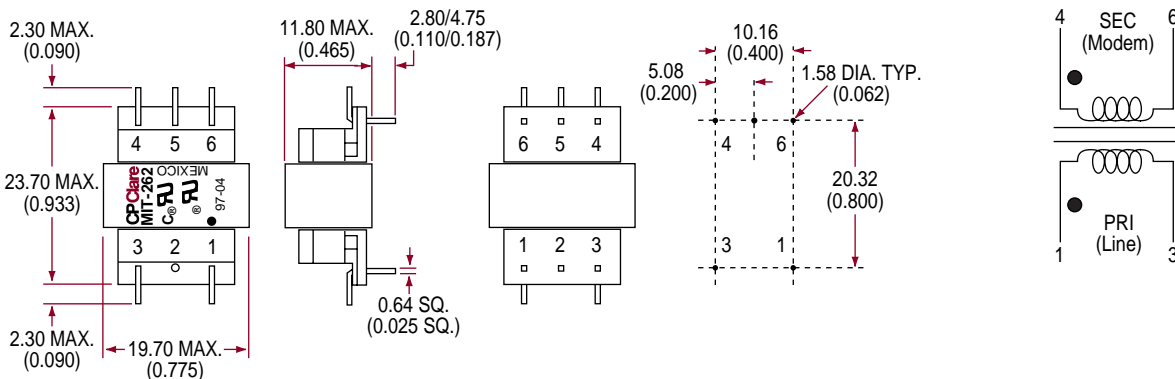 2.30 MAX.
(0.090)
23.70 MAX.
(0.933)
2.30 MAX.
(0.090)
19.70 MAX.
(0.775)
4 5 6
CPClare
MIT-262
MEXICO
C ®
®
97-04
3 2 1
11.80 MAX.
(0.465)
2.80/4.75
(0.110/0.187)
0.64 SQ.
(0.025 SQ.)
6 5 4
1 2 3
10.16
(0.400)
5.08
(0.200)
1.58 DIA. TYP.
(0.062)
4 6
20.32
(0.800)
3 1
4 SEC 6
(Modem)
PRI
(Line)
1 3